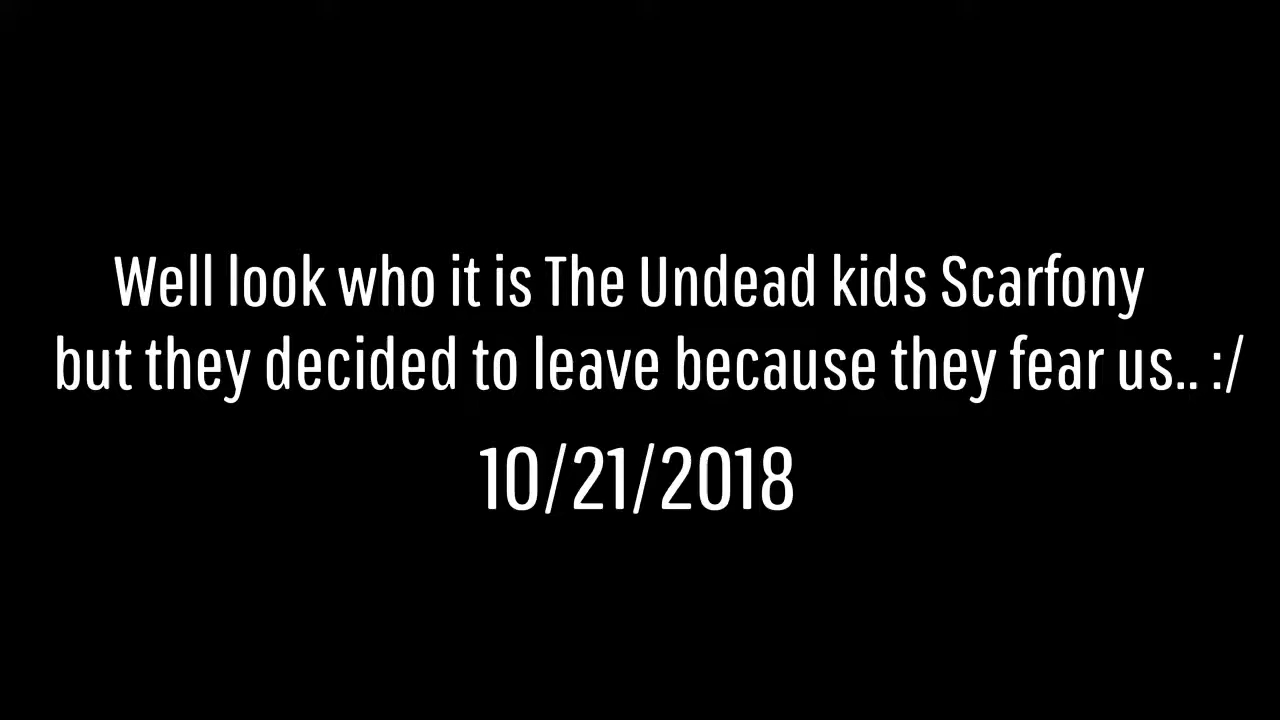 Well look who it is The Undead kids Scarfony
but they decided to leave because they fear us.. :/
10/21/2018